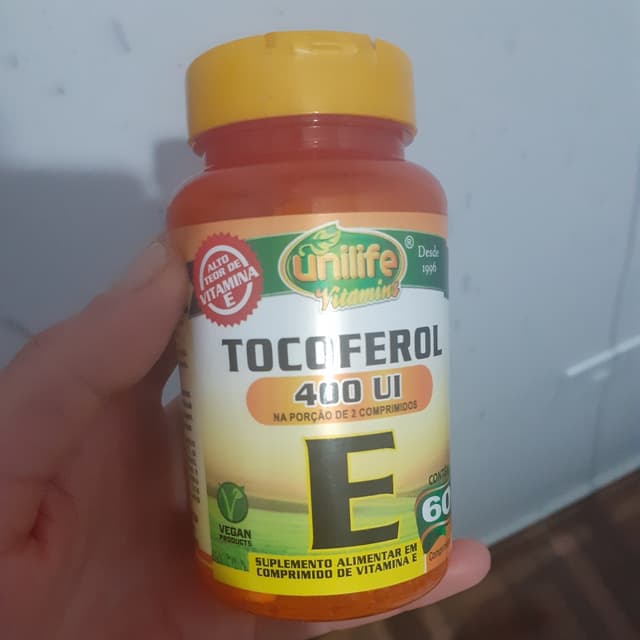 ALTO
TEOR DE
VITAMINA
E
unilife®
Vitamins
Desde
1996
TOCOFEROL
400 UI
NA PORÇÃO DE 2 COMPRIMIDOS
E
VEGAN
PRODUCTS
60
SUPLEMENTO ALIMENTAR EM
COMPRIMIDO DE VITAMINA E